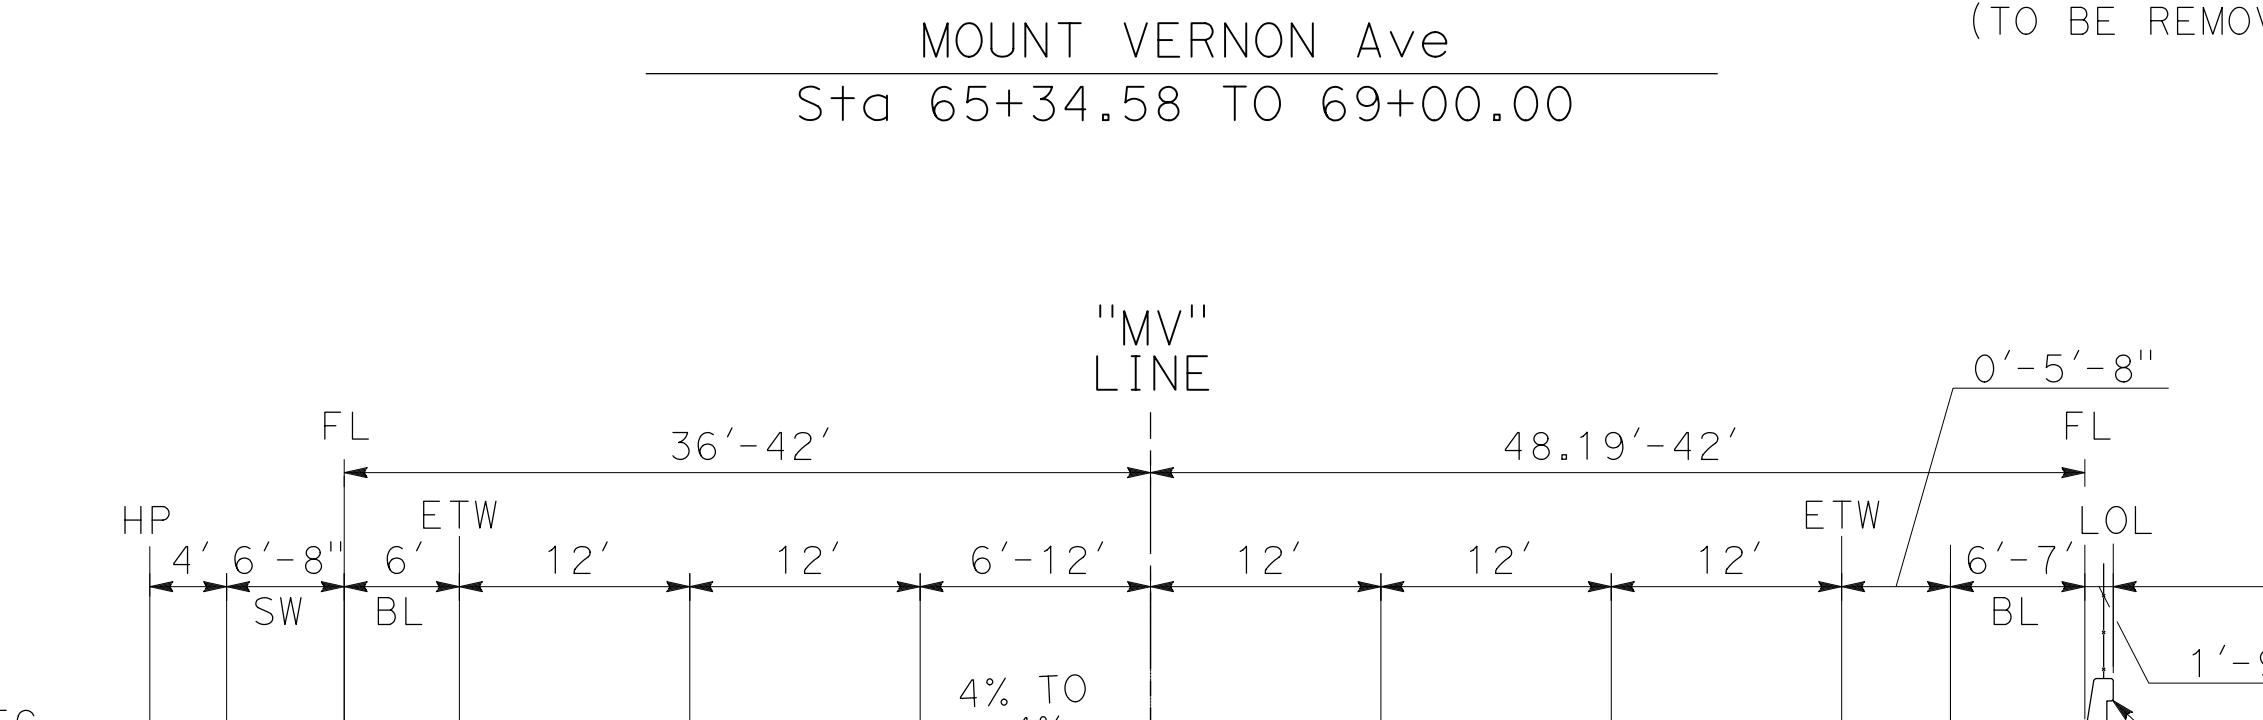 MOUNT VERNON Ave
(TO BE
Sta 65+34.58 TO 69+00.00
"MV"
LINE
0'-5'-8"
FL
36'-42'
48.19'-42'
FL
HP
ETW
ETW
LOL
4'
6'-8"
6'
12'
12'
6'-12'
12'
12'
12'
6'-7'
SW
BL
BL
4% TO